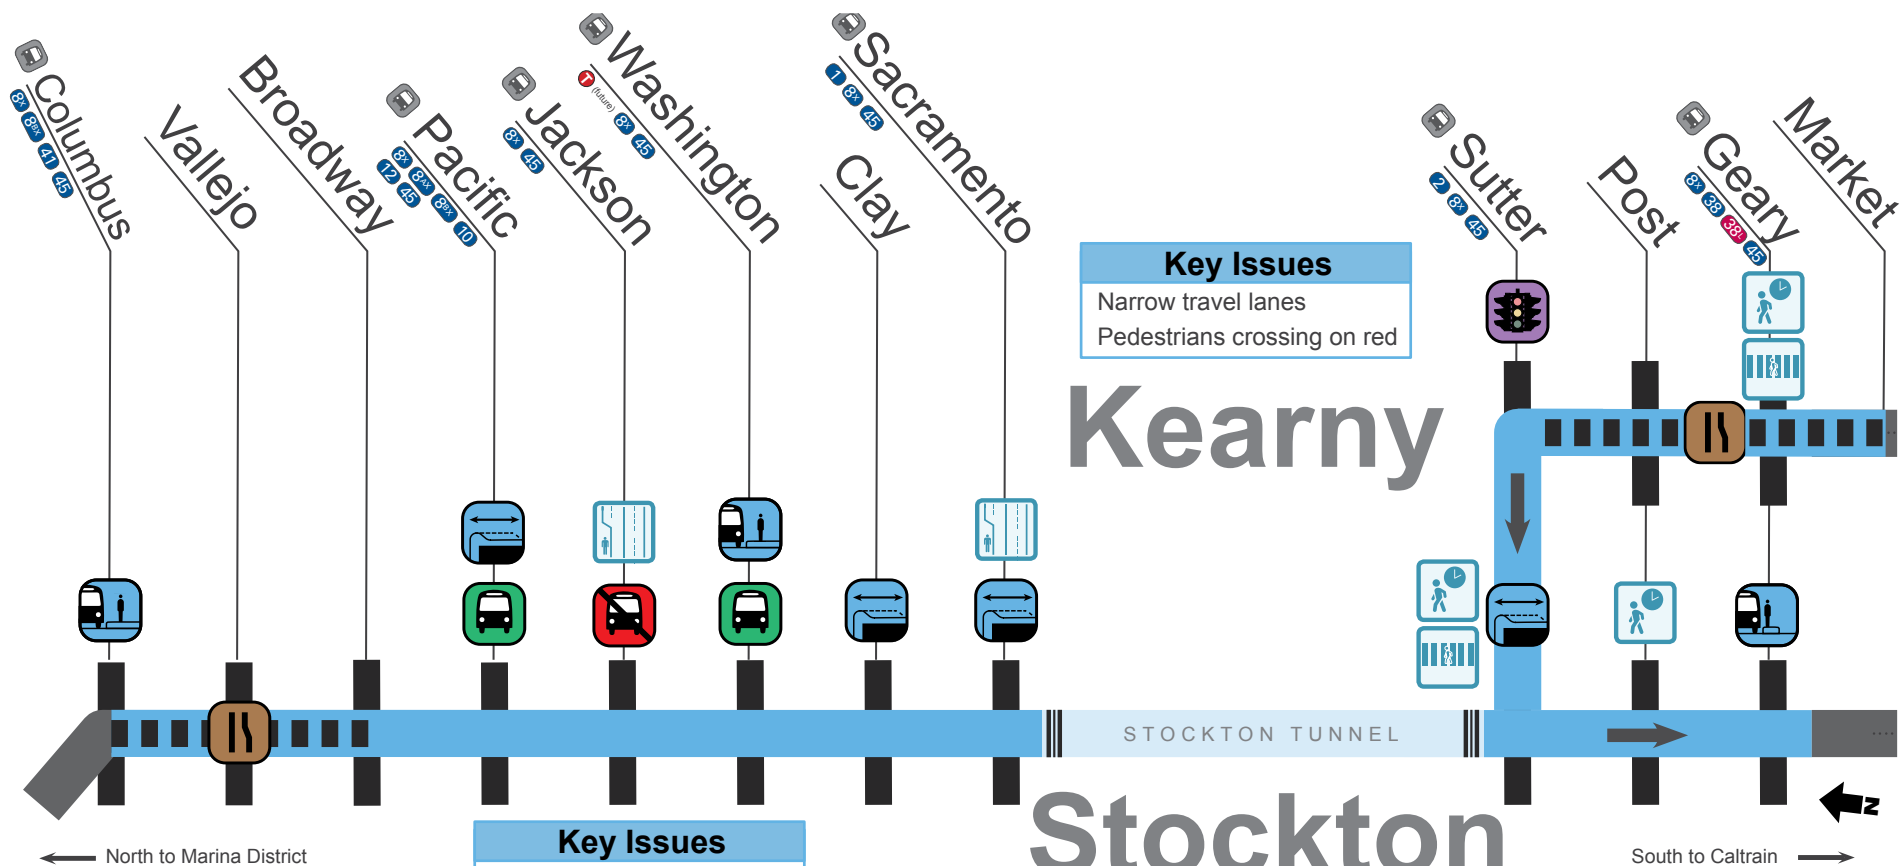 Columbus
8X 8BX 41 45
Vallejo
Broadway
Pacific
8X 8AX 8BX 10
12 45
Jackson
8X 45
Washington
T (future) 8X 45
Clay
Sacramento
1 8X 45
Sutter
2 8X 45
Post
Geary
8X 38 38L 45
Market
Key Issues
Narrow travel lanes
Pedestrians crossing on red
Kearny
STOCKTON TUNNEL
Stockton
N
Key Issues
North to Marina District
South to Caltrain